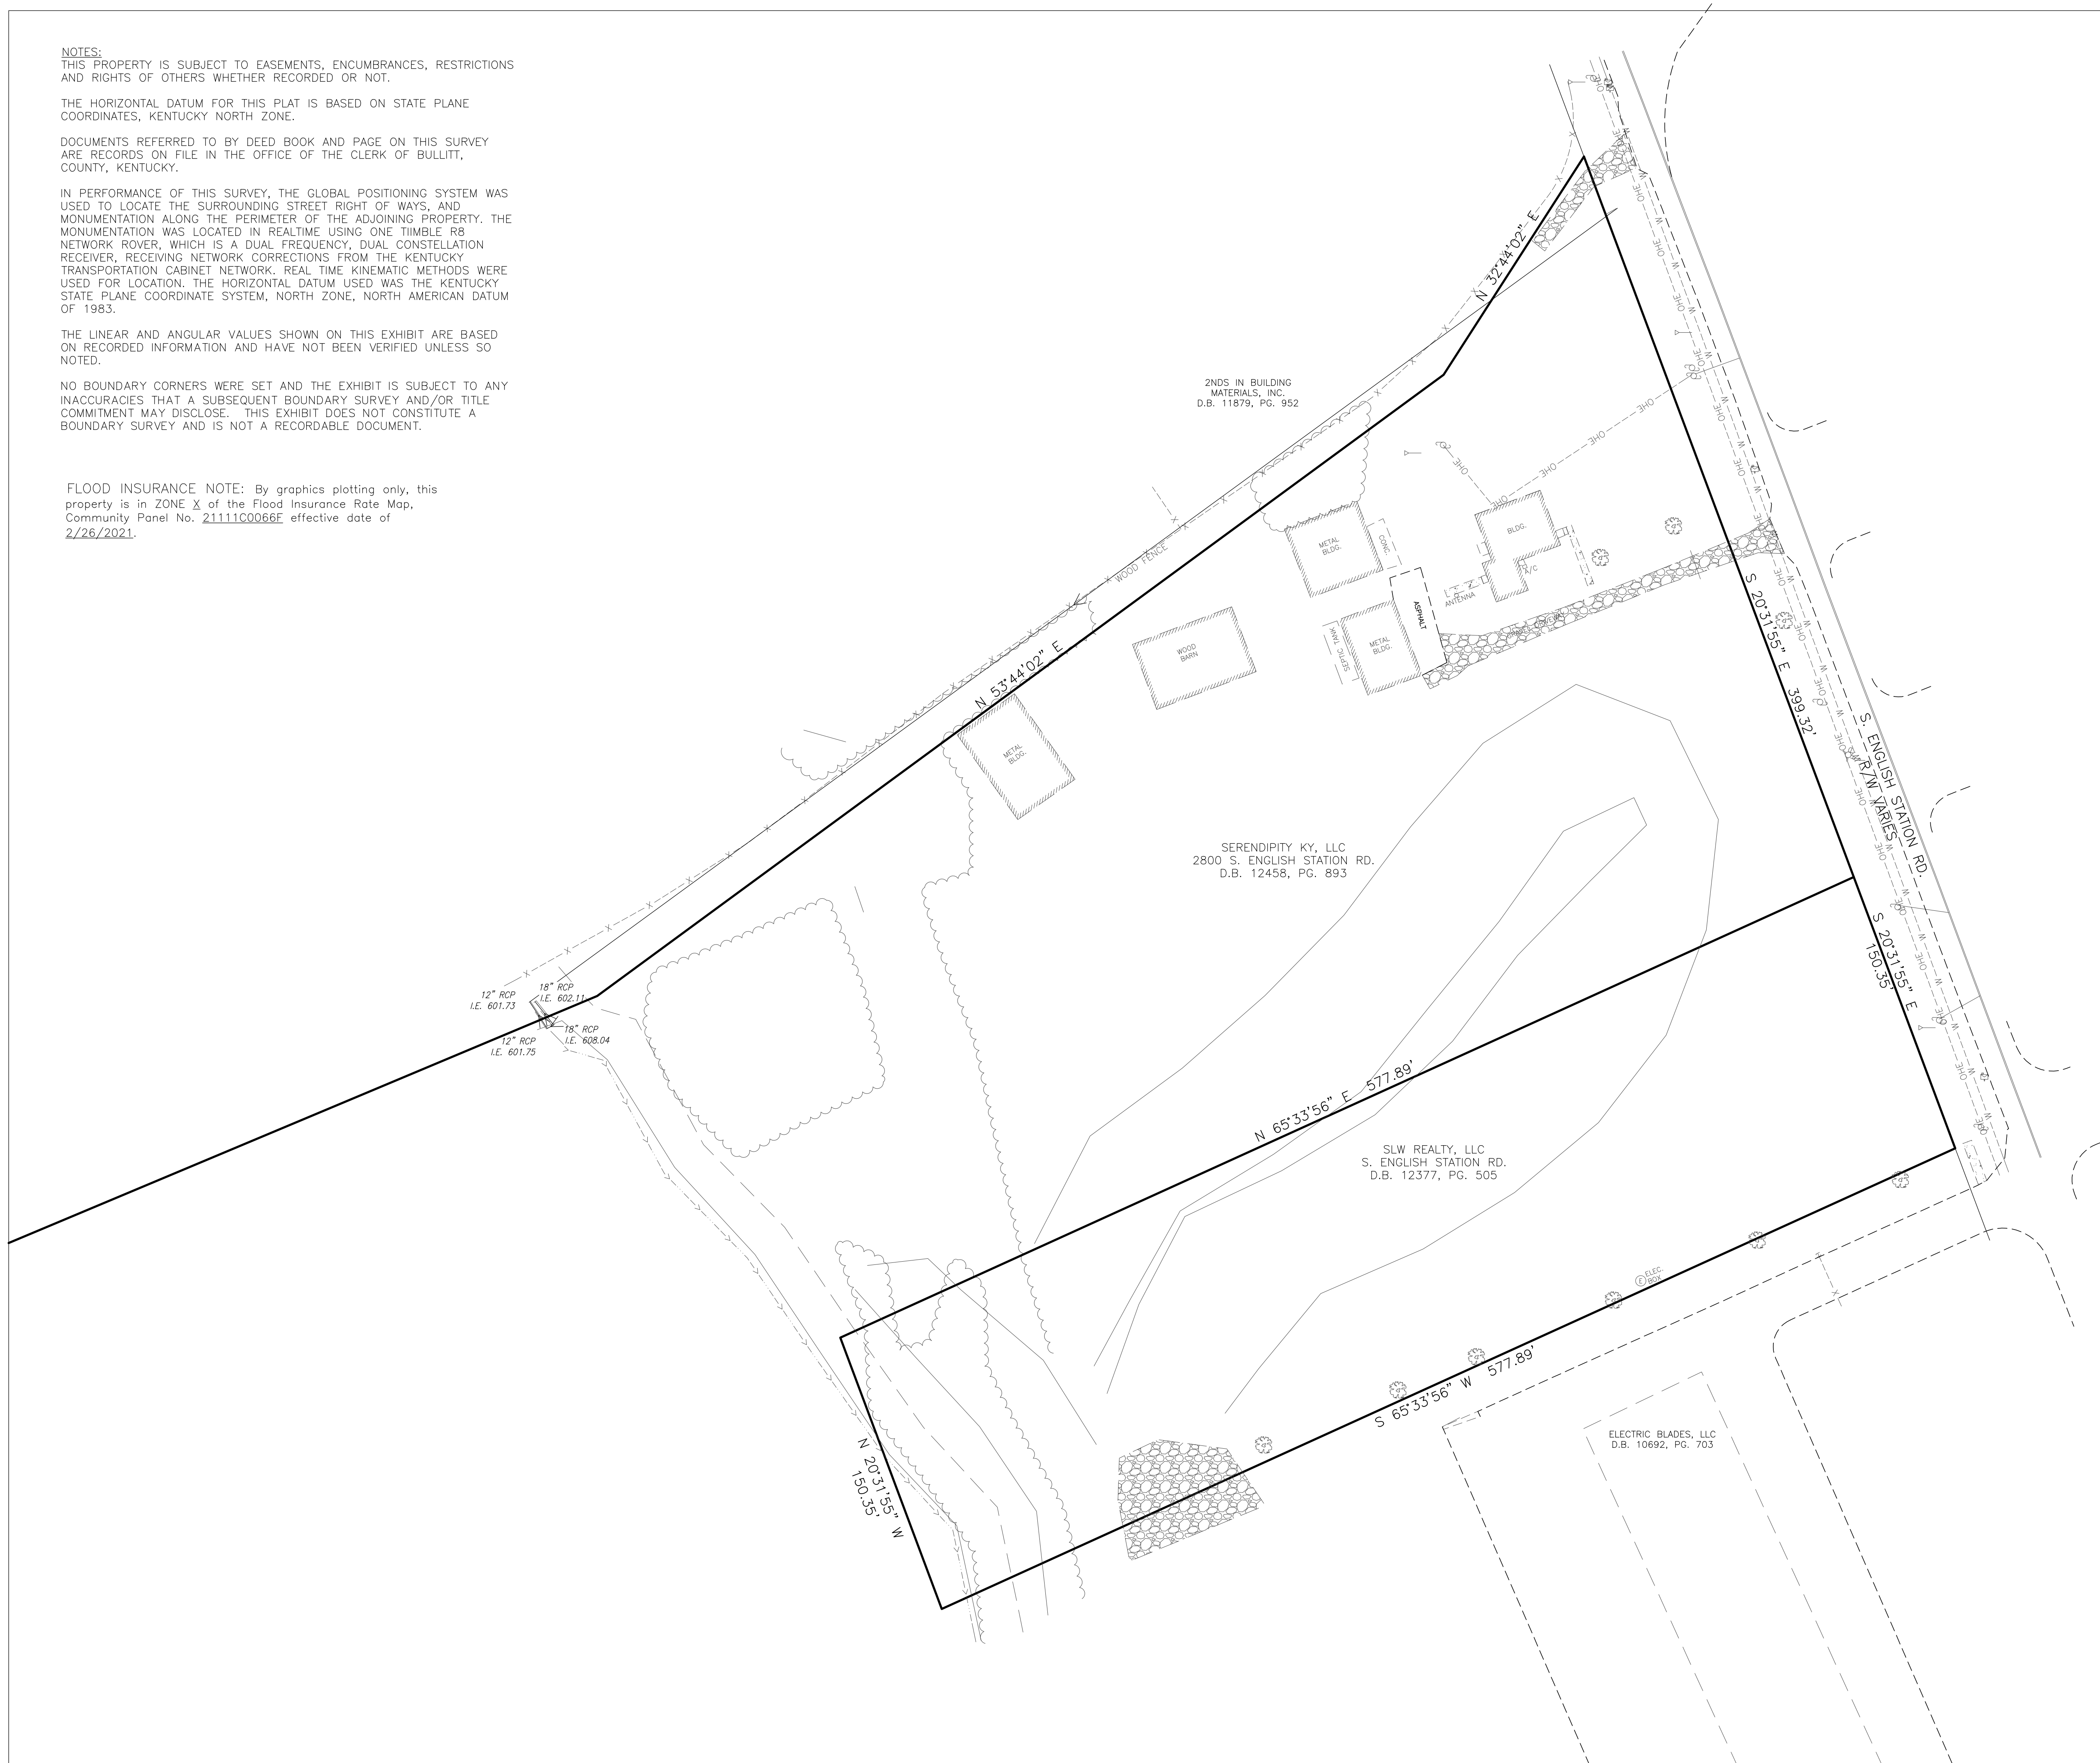 NOTES:
THIS PROPERTY IS SUBJECT TO EASEMENTS, ENCUMBRANCES, RESTRICTIONS
AND RIGHTS OF OTHERS WHETHER RECORDED OR NOT.
THE HORIZONTAL DATUM FOR THIS PLAT IS BASED ON STATE PLANE
COORDINATES, KENTUCKY NORTH ZONE.
DOCUMENTS REFERRED TO BY DEED BOOK AND PAGE ON THIS SURVEY
ARE RECORDS ON FILE IN THE OFFICE OF THE CLERK OF BULLITT,
COUNTY, KENTUCKY.
IN PERFORMANCE OF THIS SURVEY, THE GLOBAL POSITIONING SYSTEM WAS
USED TO LOCATE THE SURROUNDING STREET RIGHT OF WAYS, AND
MONUMENTATION ALONG THE PERIMETER OF THE ADJOINING PROPERTY. THE
MONUMENTATION WAS LOCATED IN REALTIME USING ONE TIIMBLE R8
NETWORK ROVER, WHICH IS A DUAL FREQUENCY, DUAL CONSTELLATION
RECEIVER, RECEIVING NETWORK CORRECTIONS FROM THE KENTUCKY
TRANSPORTATION CABINET NETWORK. REAL TIME KINEMATIC METHODS WERE
USED FOR LOCATION. THE HORIZONTAL DATUM USED WAS THE KENTUCKY
STATE PLANE COORDINATE SYSTEM, NORTH ZONE, NORTH AMERICAN DATUM
OF 1983.
THE LINEAR AND ANGULAR VALUES SHOWN ON THIS EXHIBIT ARE BASED
ON RECORDED INFORMATION AND HAVE NOT BEEN VERIFIED UNLESS SO
NOTED.
NO BOUNDARY CORNERS WERE SET AND THE EXHIBIT IS SUBJECT TO ANY
INACCURACIES THAT A SUBSEQUENT BOUNDARY SURVEY AND/OR TITLE
COMMITMENT MAY DISCLOSE. THIS EXHIBIT DOES NOT CONSTITUTE A
BOUNDARY SURVEY AND IS NOT A RECORDABLE DOCUMENT.
FLOOD INSURANCE NOTE: By graphics plotting only, this
property is in ZONE X of the Flood Insurance Rate Map,
Community Panel No. 21111C0066F effective date of
2/26/2021.
N 32°44'02" E
2NDS IN BUILDING
MATERIALS, INC.
D.B. 11879, PG. 952
WOOD FENCE
METAL
BLDG.
CONC.
BLDG.
A/C
ANTENNA
ASPHALT
METAL
BLDG.
SEPTIC TANK
WOOD
BARN
N 53°44'02" E
METAL
BLDG.
S 20°31'55" E 399.32'
S. ENGLISH STATION RD.
R/W VARIES
SERENDIPITY KY, LLC
2800 S. ENGLISH STATION RD.
D.B. 12458, PG. 893
S 20°31'55" E
150.35'
12" RCP
I.E. 601.73
18" RCP
I.E. 602.11
18" RCP
I.E. 608.04
12" RCP
I.E. 601.75
N 65°33'56" E 577.89'
SLW REALTY, LLC
S. ENGLISH STATION RD.
D.B. 12377, PG. 505
E
ELEC.
BOX
S 65°33'56" W 577.89'
N 20°31'55" W
150.35'
ELECTRIC BLADES, LLC
D.B. 10692, PG. 703
OHE
OHE
OHE
OHE
W
W
W
OHE
OHE
OHE